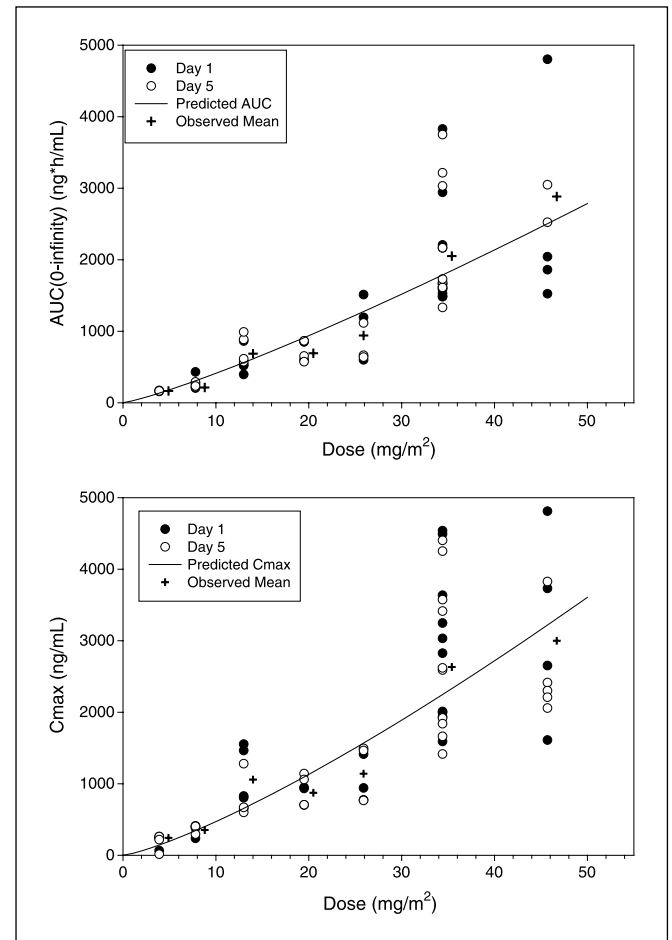 5000
Day 1
Day 5
Predicted AUC
Observed Mean
4000
3000
2000
1000
0
AUC(0-infinity) (ng*h/mL)
0 10 20 30 40 50
Dose (mg/m²)
5000
Day 1
Day 5
Predicted Cmax
Observed Mean
4000
3000
2000
1000
0
Cmax (ng/mL)
0 10 20 30 40 50
Dose (mg/m²)